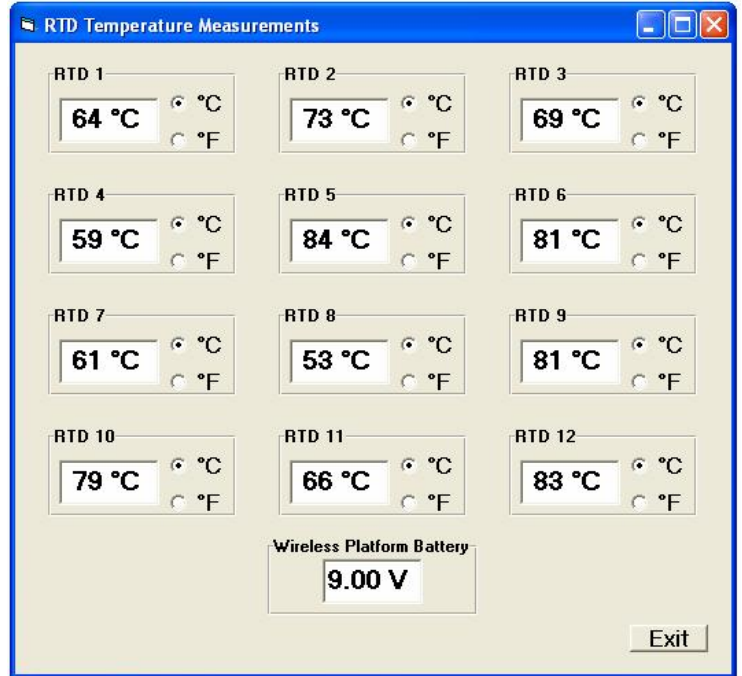 RTD Temperature Measurements
RTD 1 RTD 2 RTD 3
64 °C °C °F 73 °C °C °F 69 °C °C °F
RTD 4 RTD 5 RTD 6
59 °C °C °F 84 °C °C °F 81 °C °C °F
RTD 7 RTD 8 RTD 9
61 °C °C °F 53 °C °C °F 81 °C °C °F
RTD 10 RTD 11 RTD 12
79 °C °C °F 66 °C °C °F 83 °C °C °F
Wireless Platform Battery
9.00 V
Exit